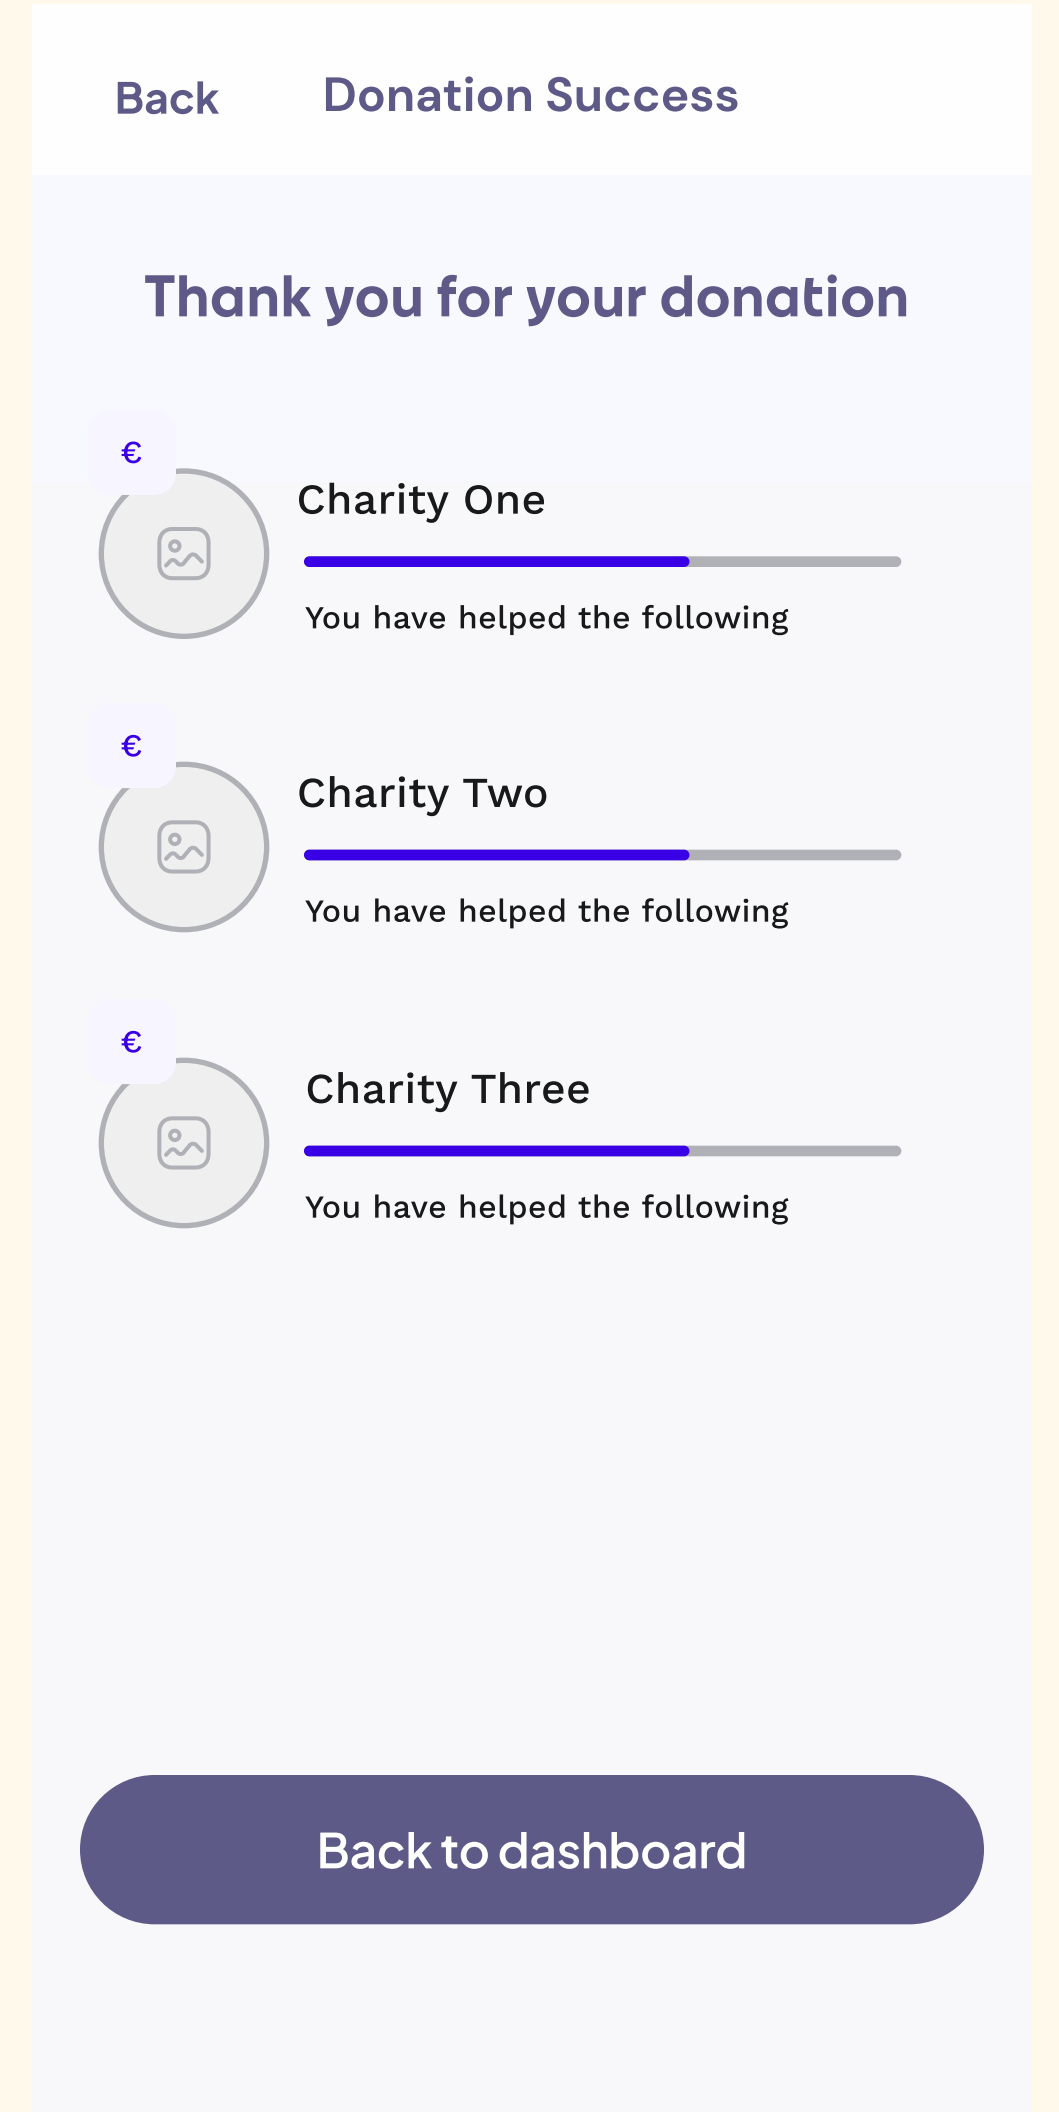 Back
Donation Success
Thank you for your donation
€
Charity One
You have helped the following
€
Charity Two
You have helped the following
€
Charity Three
You have helped the following
Back to dashboard